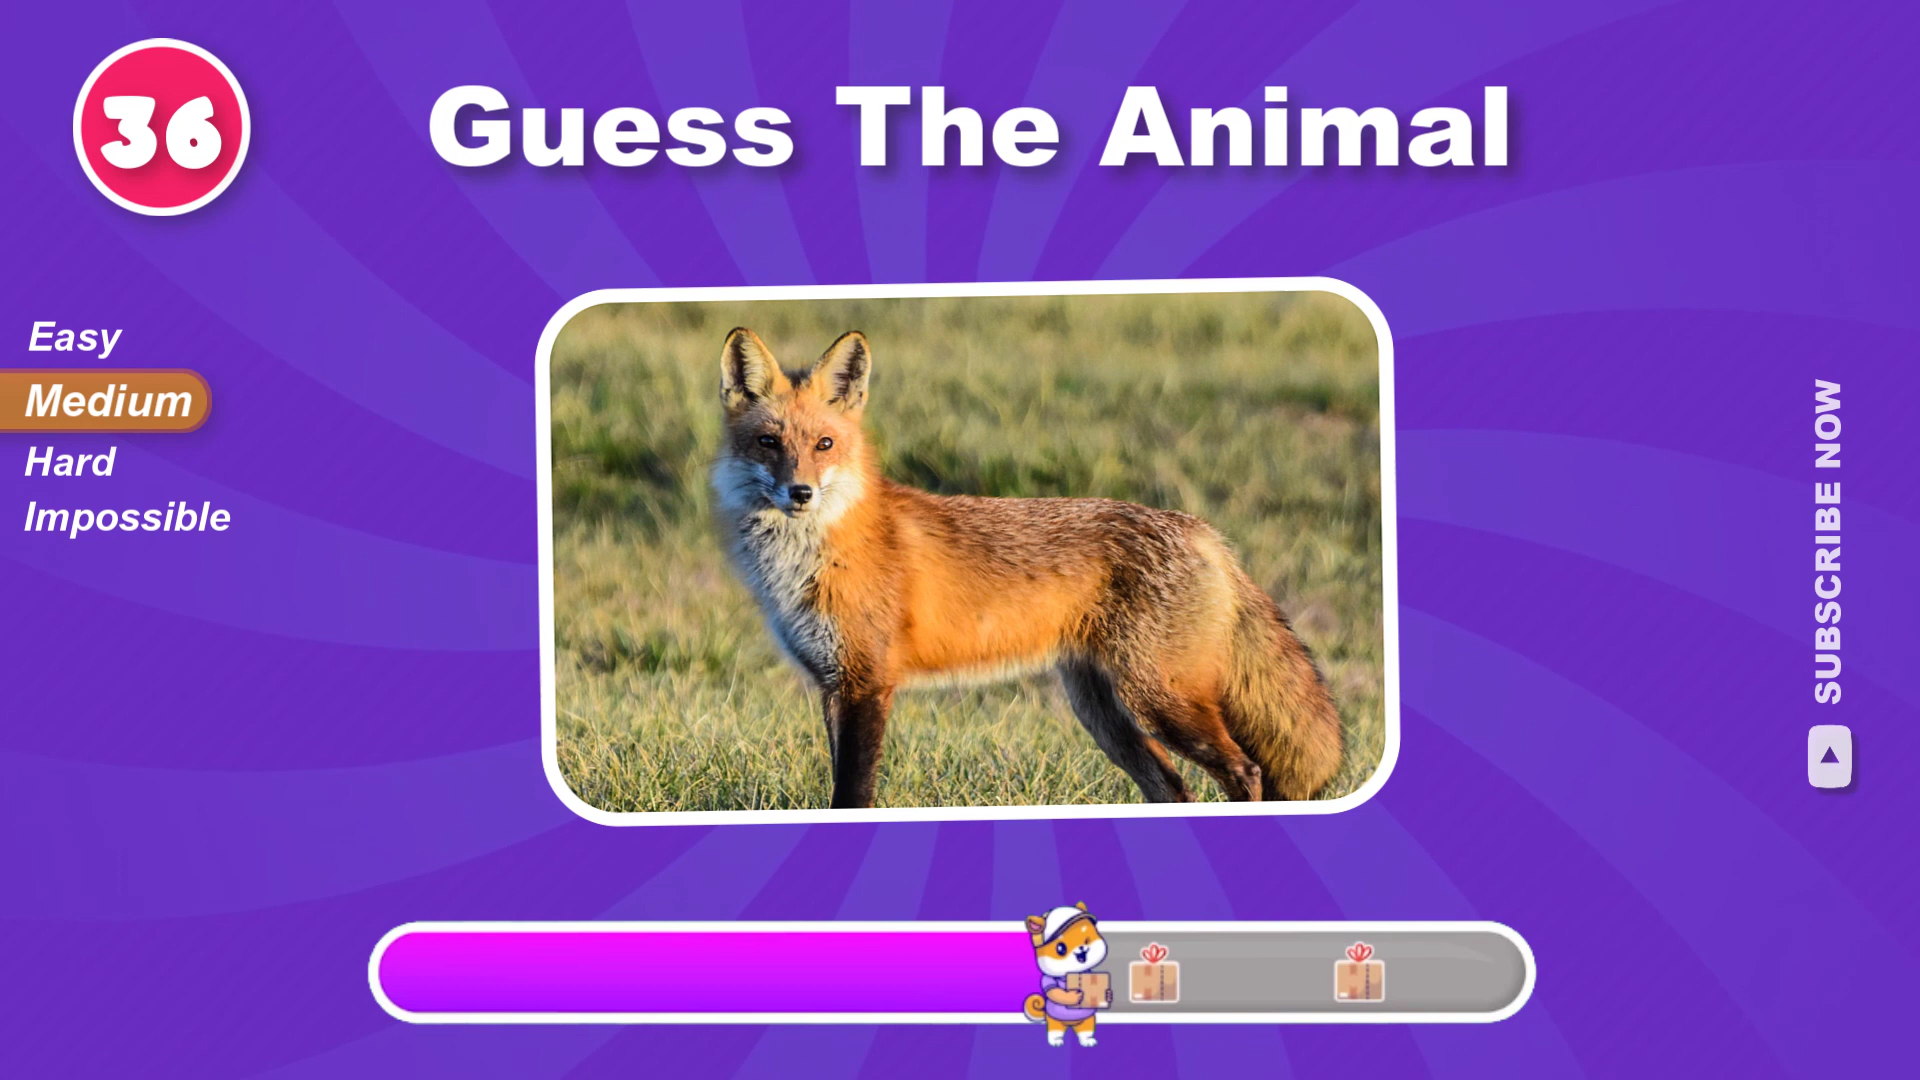 36
Guess The Animal
Easy
Medium
Hard
Impossible
SUBSCRIBE NOW